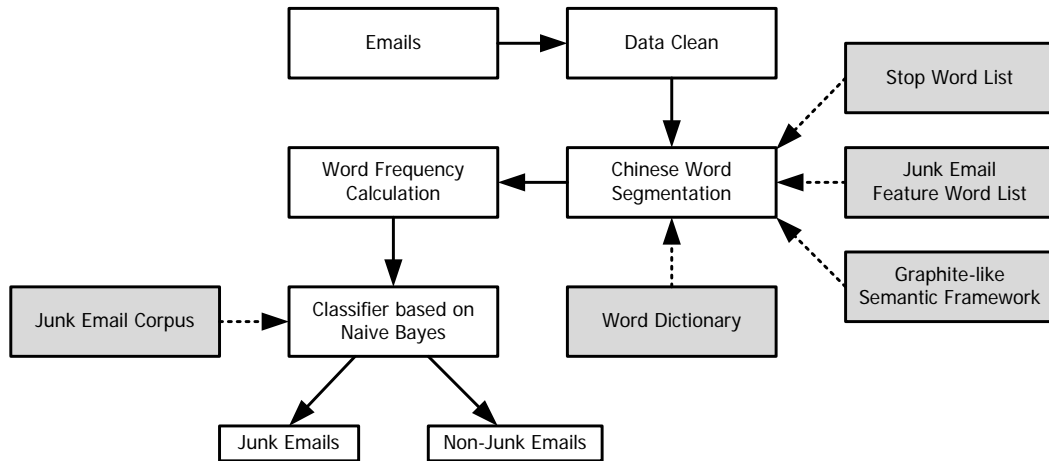 Emails
Data Clean
Stop Word List
Word Frequency
Calculation
Chinese Word
Segmentation
Junk Email
Feature Word List
Graphite-like
Semantic Framework
Junk Email Corpus
Classifier based on
Naive Bayes
Word Dictionary
Junk Emails
Non-Junk Emails